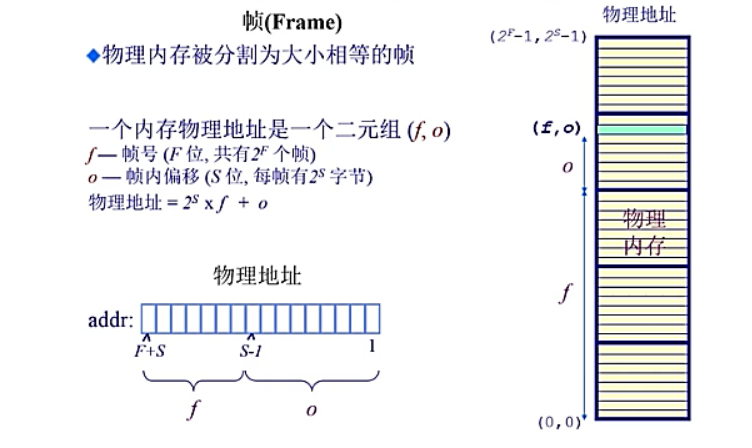 帧(Frame)
◆物理内存被分割为大小相等的帧
一个内存物理地址是一个二元组 (f, o)
f — 帧号 (F 位, 共有2^F 个帧)
o — 帧内偏移 (S 位, 每帧有2^S 字节)
物理地址 = 2^S x f + o
物理地址
addr:
F+S
S-1
1
f
o
物理地址
(2^F-1,2^S-1)
(f,o)
o
物理
内存
f
(0,0)